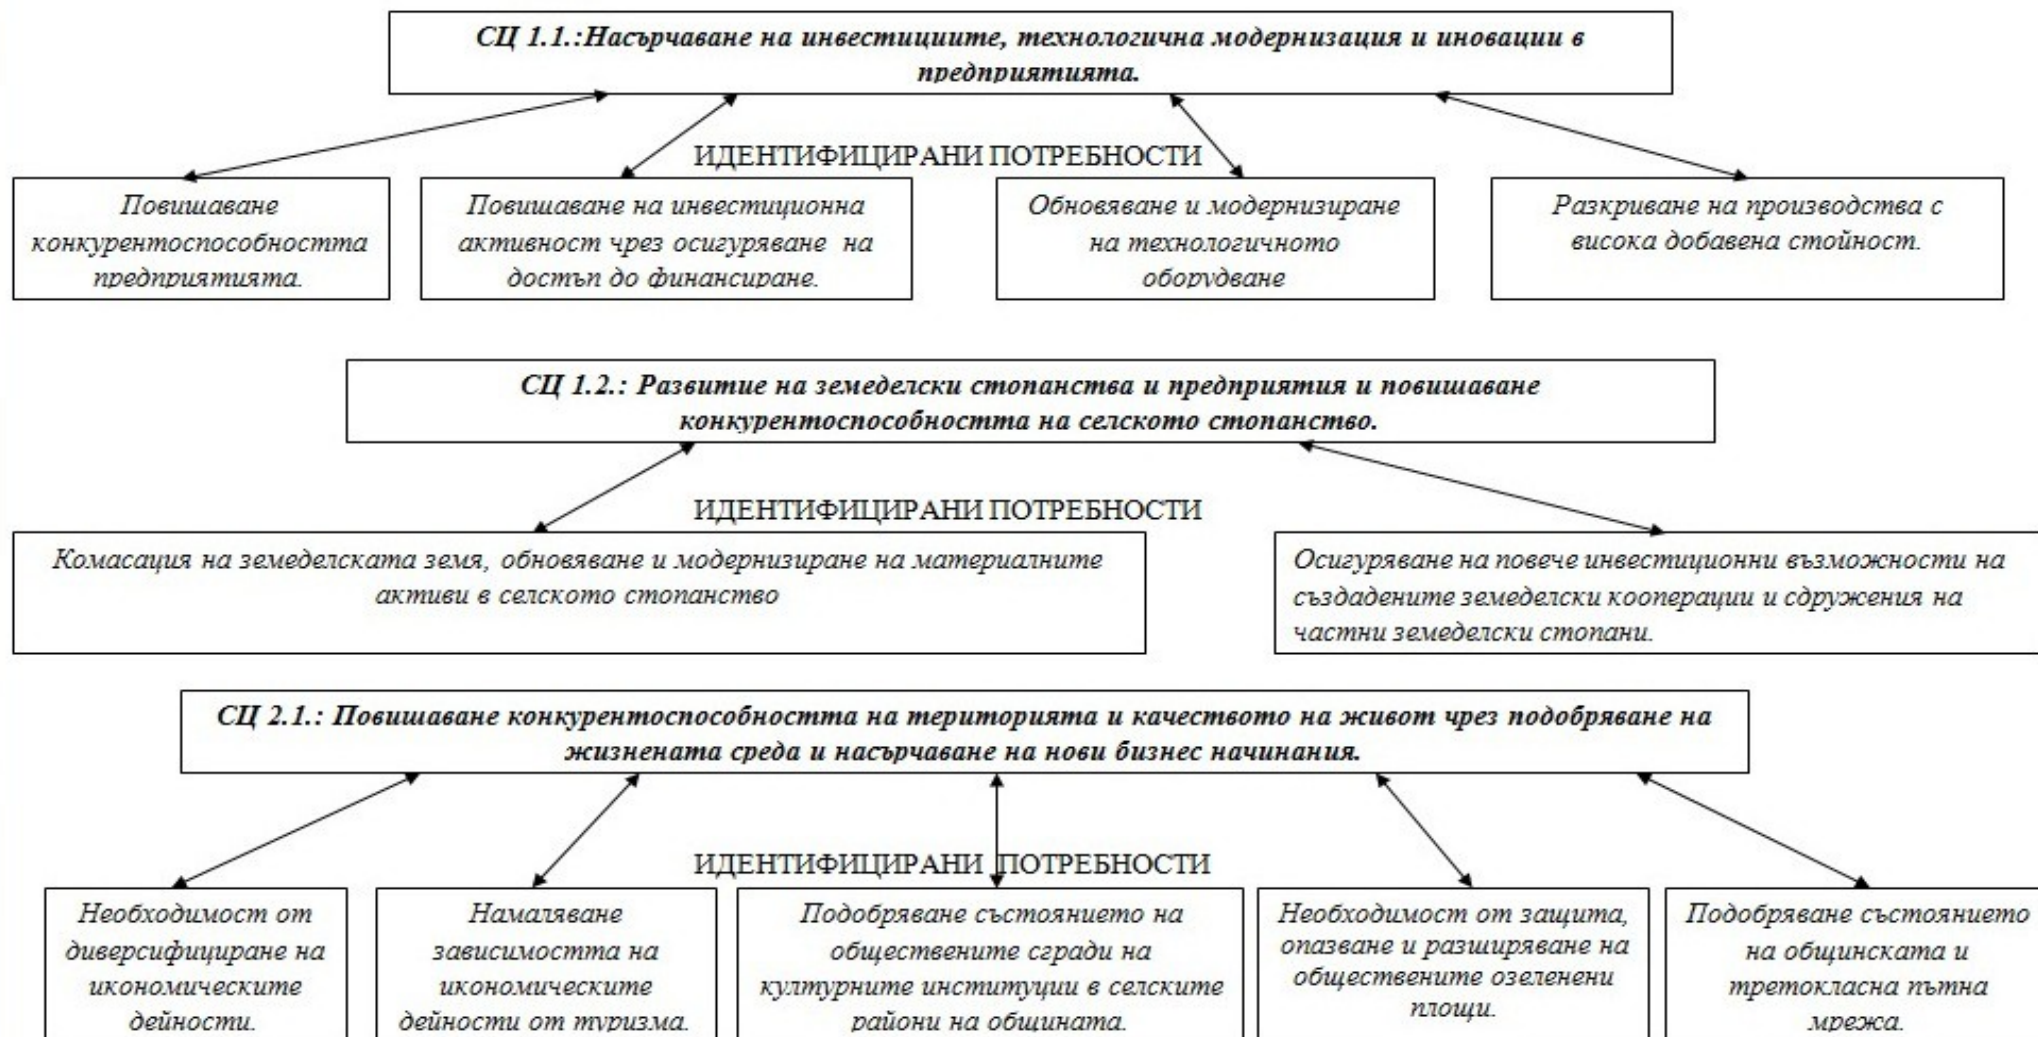 СЦ 1.1.:Насърчаване на инвестициите, технологична модернизация и иновации в
предприятията.
ИДЕНТИФИЦИРАНИ ПОТРЕБНОСТИ
Повишаване
конкурентоспособността
предприятията.
Повишаване на инвестиционна
активност чрез осигуряване на
достъп до финансиране.
Обновяване и модернизиране
на технологичното
оборудване
Разкриване на производства с
висока добавена стойност.
СЦ 1.2.: Развитие на земеделски стопанства и предприятия и повишаване
конкурентоспособността на селското стопанство.
ИДЕНТИФИЦИРАНИ ПОТРЕБНОСТИ
Комасация на земеделската земя, обновяване и модернизиране на материалните
активи в селското стопанство
Осигуряване на повече инвестиционни възможности на
създадените земеделски кооперации и сдружения на
частни земеделски стопани.
СЦ 2.1.: Повишаване конкурентоспособността на територията и качеството на живот чрез подобряване на
жизнената среда и насърчаване на нови бизнес начинания.
ИДЕНТИФИЦИРАНИ ПОТРЕБНОСТИ
Необходимост от
диверсифициране на
икономическите
дейности.
Намаляване
зависимостта на
икономическите
дейности от туризма.
Подобряване състоянието на
обществените сгради на
културните институции в селските
райони на общината.
Необходимост от защита,
опазване и разширяване на
обществените озеленени
площи.
Подобряване състоянието
на общинската и
третокласна пътна
мрежа.